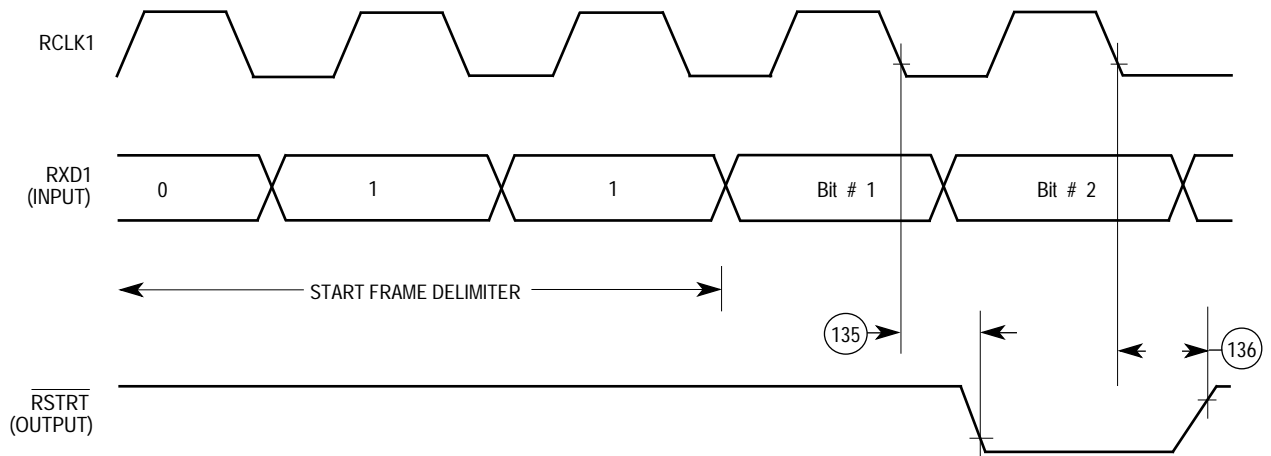 RCLK1
RXD1
(INPUT)
0 1 1 Bit # 1 Bit # 2
START FRAME DELIMITER
135
136
RSTRT
(OUTPUT)